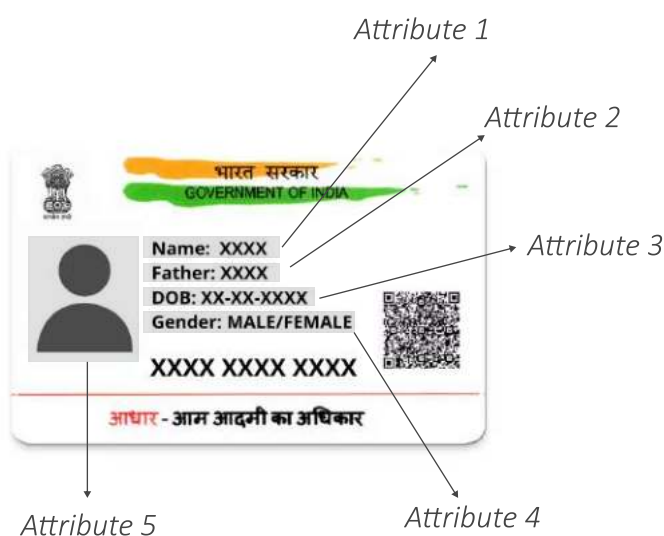 Attribute 1
Attribute 2
भारत सरकार
GOVERNMENT OF INDIA
Name: XXXX
Attribute 3
Father: XXXX
DOB: XX-XX-XXXX
Gender: MALE/FEMALE
XXXX XXXX XXXX
आधार - आम आदमी का अधिकार
Attribute 5
Attribute 4